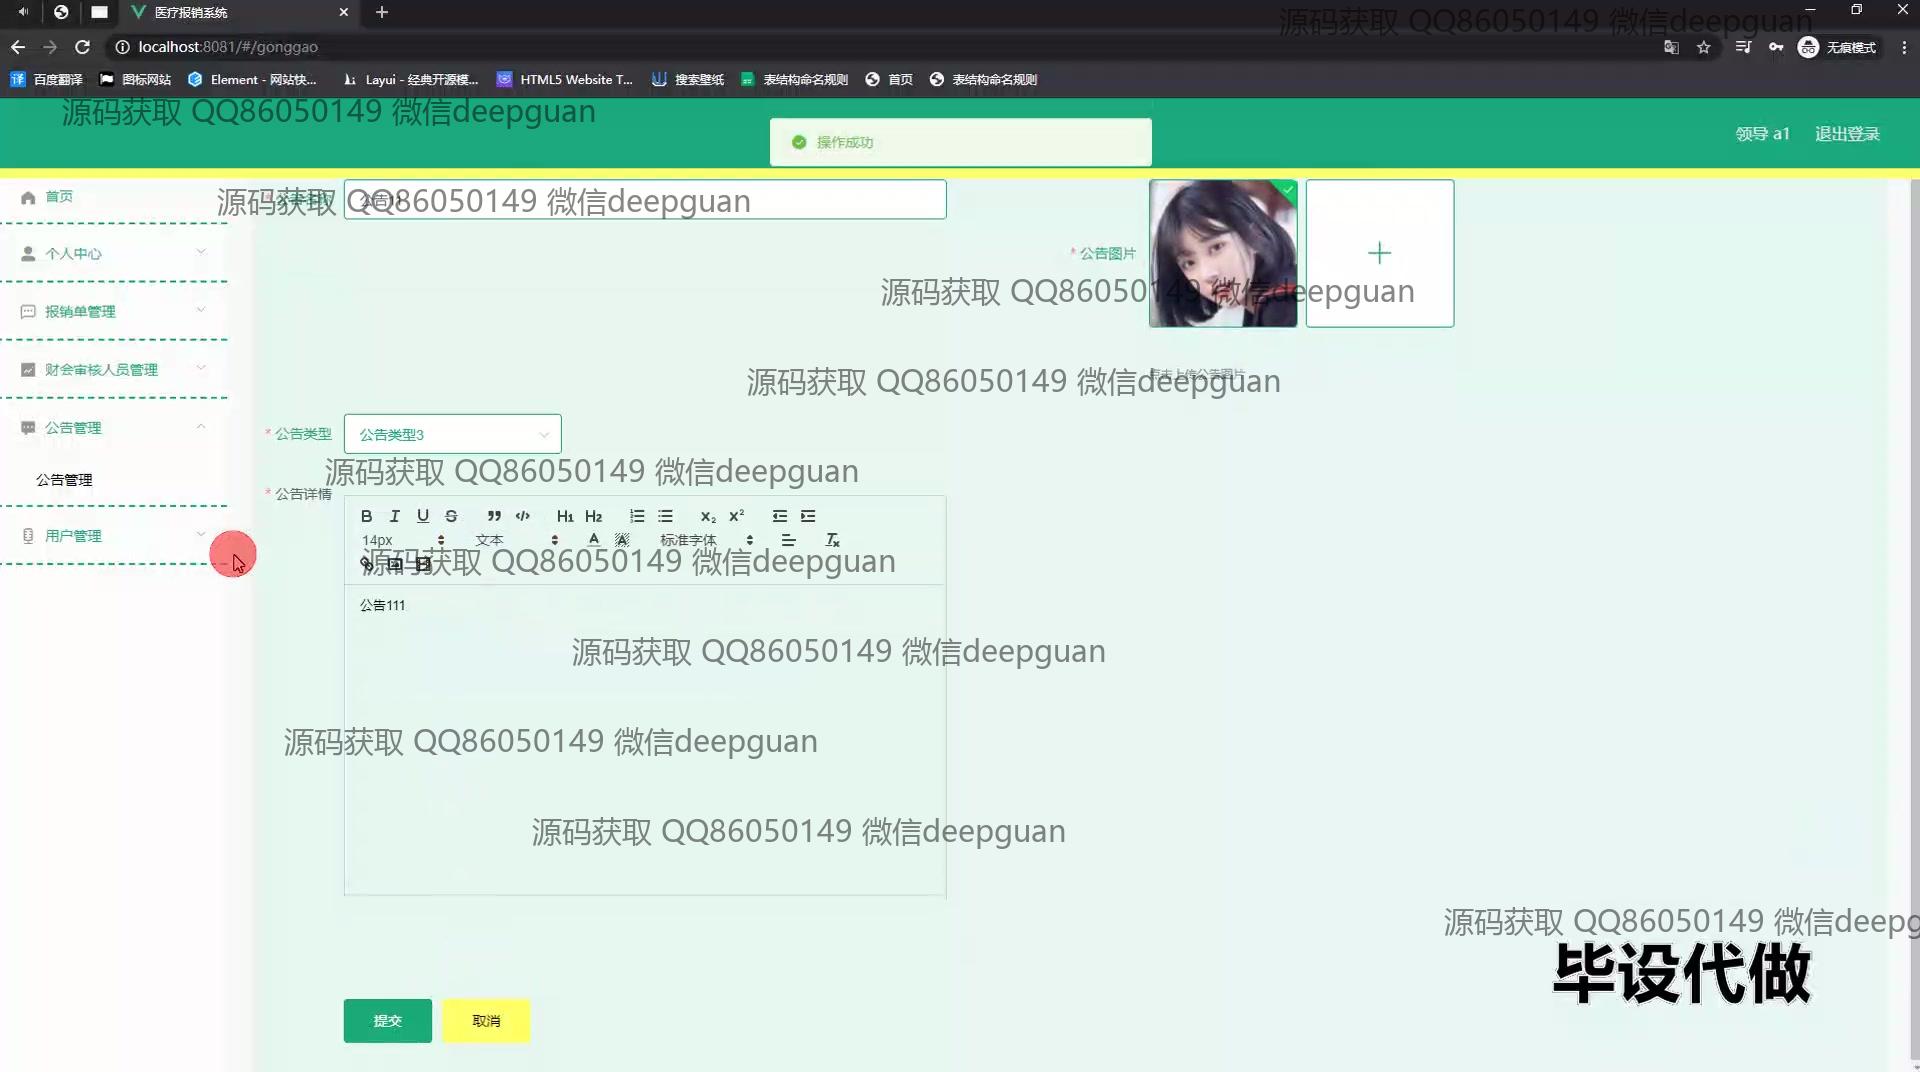 医疗报销系统
源码获取 QQ86050149 微信deepguan
localhost:8081/#/gonggao
无痕模式
百度翻译
图标网站
Element - 网站快...
Layui - 经典开源模...
HTML5 Website T...
搜索壁纸
表结构命名规则
首页
表结构命名规则
源码获取 QQ86050149 微信deepguan
操作成功
领导 a1
退出登录
首页
源码获取 QQ86050149 微信deepguan
个人中心
* 公告图片
源码获取 QQ86050149 微信deepguan
报销单管理
财会审核人员管理
点击上传公告图片
源码获取 QQ86050149 微信deepguan
公告管理
* 公告类型
公告类型3
公告管理
源码获取 QQ86050149 微信deepguan
* 公告详情
B I U S ” </> H1 H2 X₂ X²
14px
文本
标准字体
用户管理
源码获取 QQ86050149 微信deepguan
公告111
源码获取 QQ86050149 微信deepguan
源码获取 QQ86050149 微信deepguan
源码获取 QQ86050149 微信deepguan
源码获取 QQ86050149 微信deepg
毕设代做
提交
取消